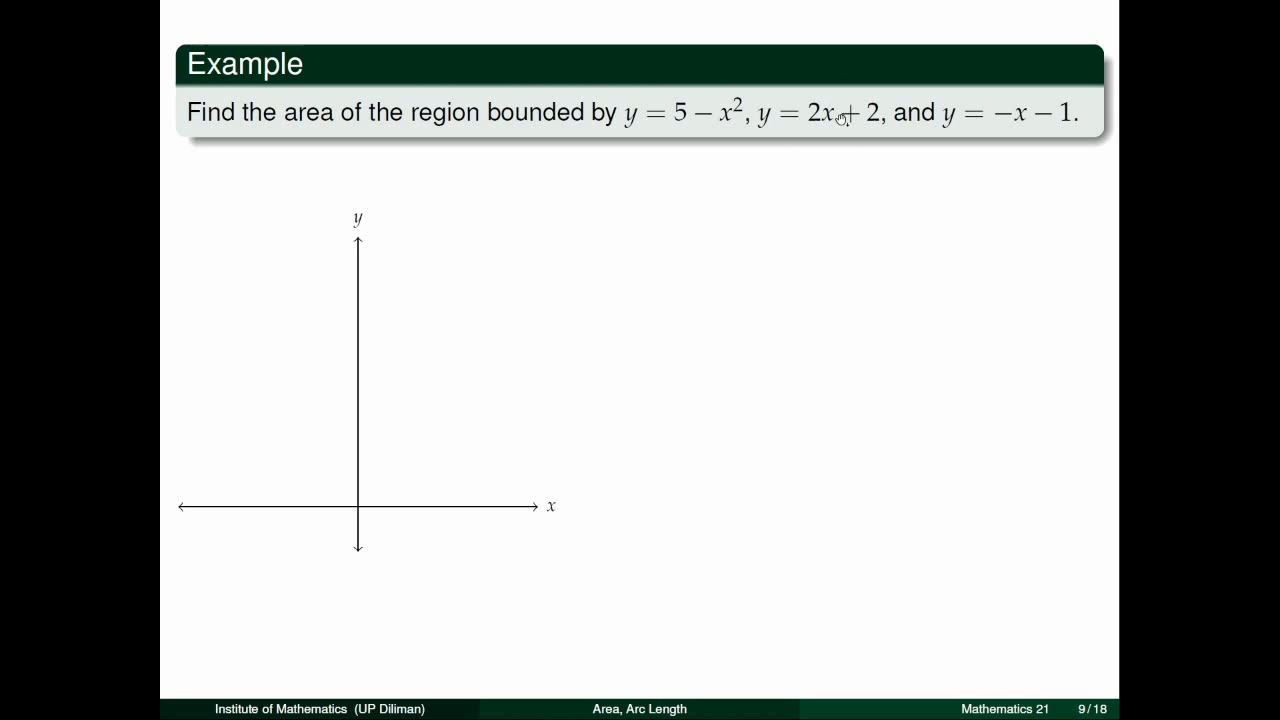 Example
Find the area of the region bounded by y = 5 − x², y = 2x + 2, and y = −x − 1.
y
x
Institute of Mathematics (UP Diliman) Area, Arc Length Mathematics 21 9 / 18